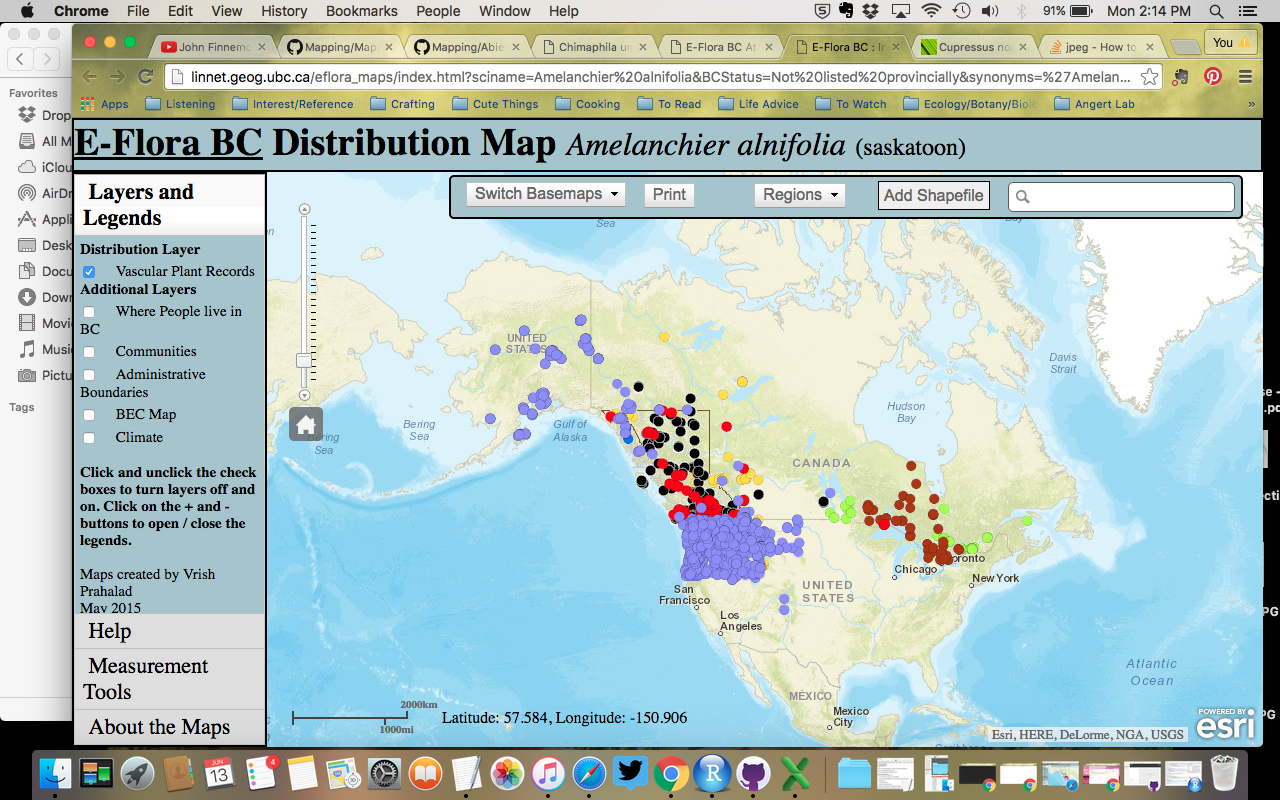 Chrome File Edit View History Bookmarks People Window Help 91% Mon 2:14 PM
John Finnem Mapping/Map Mapping/Abie Chimaphila u E-Flora BC At E-Flora BC : I Cupressus no jpeg - How to You
linnet.geog.ubc.ca/eflora_maps/index.html?sciname=Amelanchier%20alnifolia&BCStatus=Not%20listed%20provincially&synonyms=%27Amelan...
Apps Listening Interest/Reference Crafting Cute Things Cooking To Read Life Advice To Watch Ecology/Botany/Biol Angert Lab »
Favorites
Drop
All M
iClou
AirDr
Appli
Desk
Docu
Down
Movi
Musi
Pictu
Tags
E-Flora BC Distribution Map Amelanchier alnifolia (saskatoon)
Layers and
Legends
Distribution Layer
Vascular Plant Records
Additional Layers
Where People live in
BC
Communities
Administrative
Boundaries
BEC Map
Climate
Click and unclick the check
boxes to turn layers off and
on. Click on the + and -
buttons to open / close the
legends.
Maps created by Vrish
Prahalad
May 2015
Help
Measurement
Tools
About the Maps
Switch Basemaps Print Regions Add Shapefile
Sea
UNITED
STATES
Bering
Sea
Bering
Sea
Gulf of
Alaska
Hudson
Bay
Davis
Strait
CANADA
Toronto
Chicago
New York
UNITED
STATES
San
Francisco
Los
Angeles
MÉXICO
Mexico
City
Atlantic
Ocean
2000km
1000mi
Latitude: 57.584, Longitude: -150.906
Esri, HERE, DeLorme, NGA, USGS
POWERED BY
esri
JUN
13
4